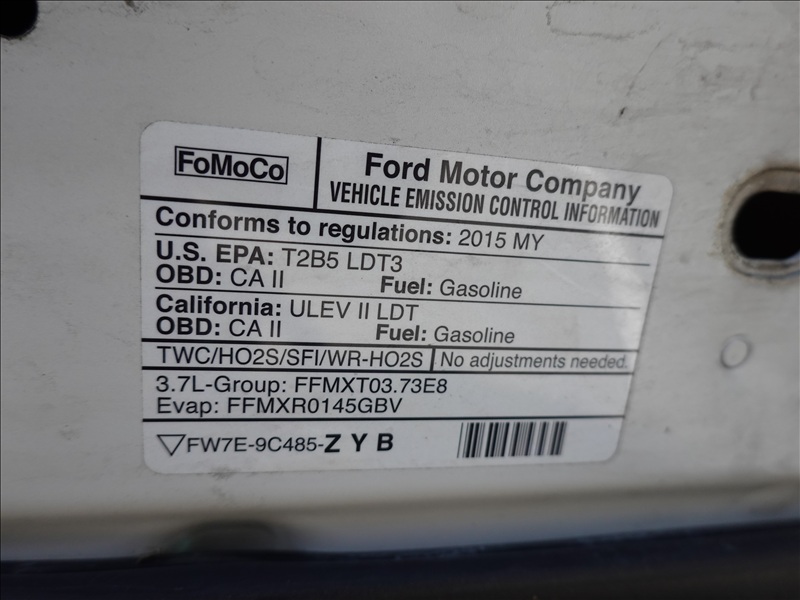 FoMoCo
Ford Motor Company
VEHICLE EMISSION CONTROL INFORMATION
Conforms to regulations: 2015 MY
U.S. EPA: T2B5 LDT3
OBD: CA II Fuel: Gasoline
California: ULEV II LDT
OBD: CA II Fuel: Gasoline
TWC/HO2S/SFI/WR-HO2S No adjustments needed.
3.7L-Group: FFMXT03.73E8
Evap: FFMXR0145GBV
FW7E-9C485-Z Y B